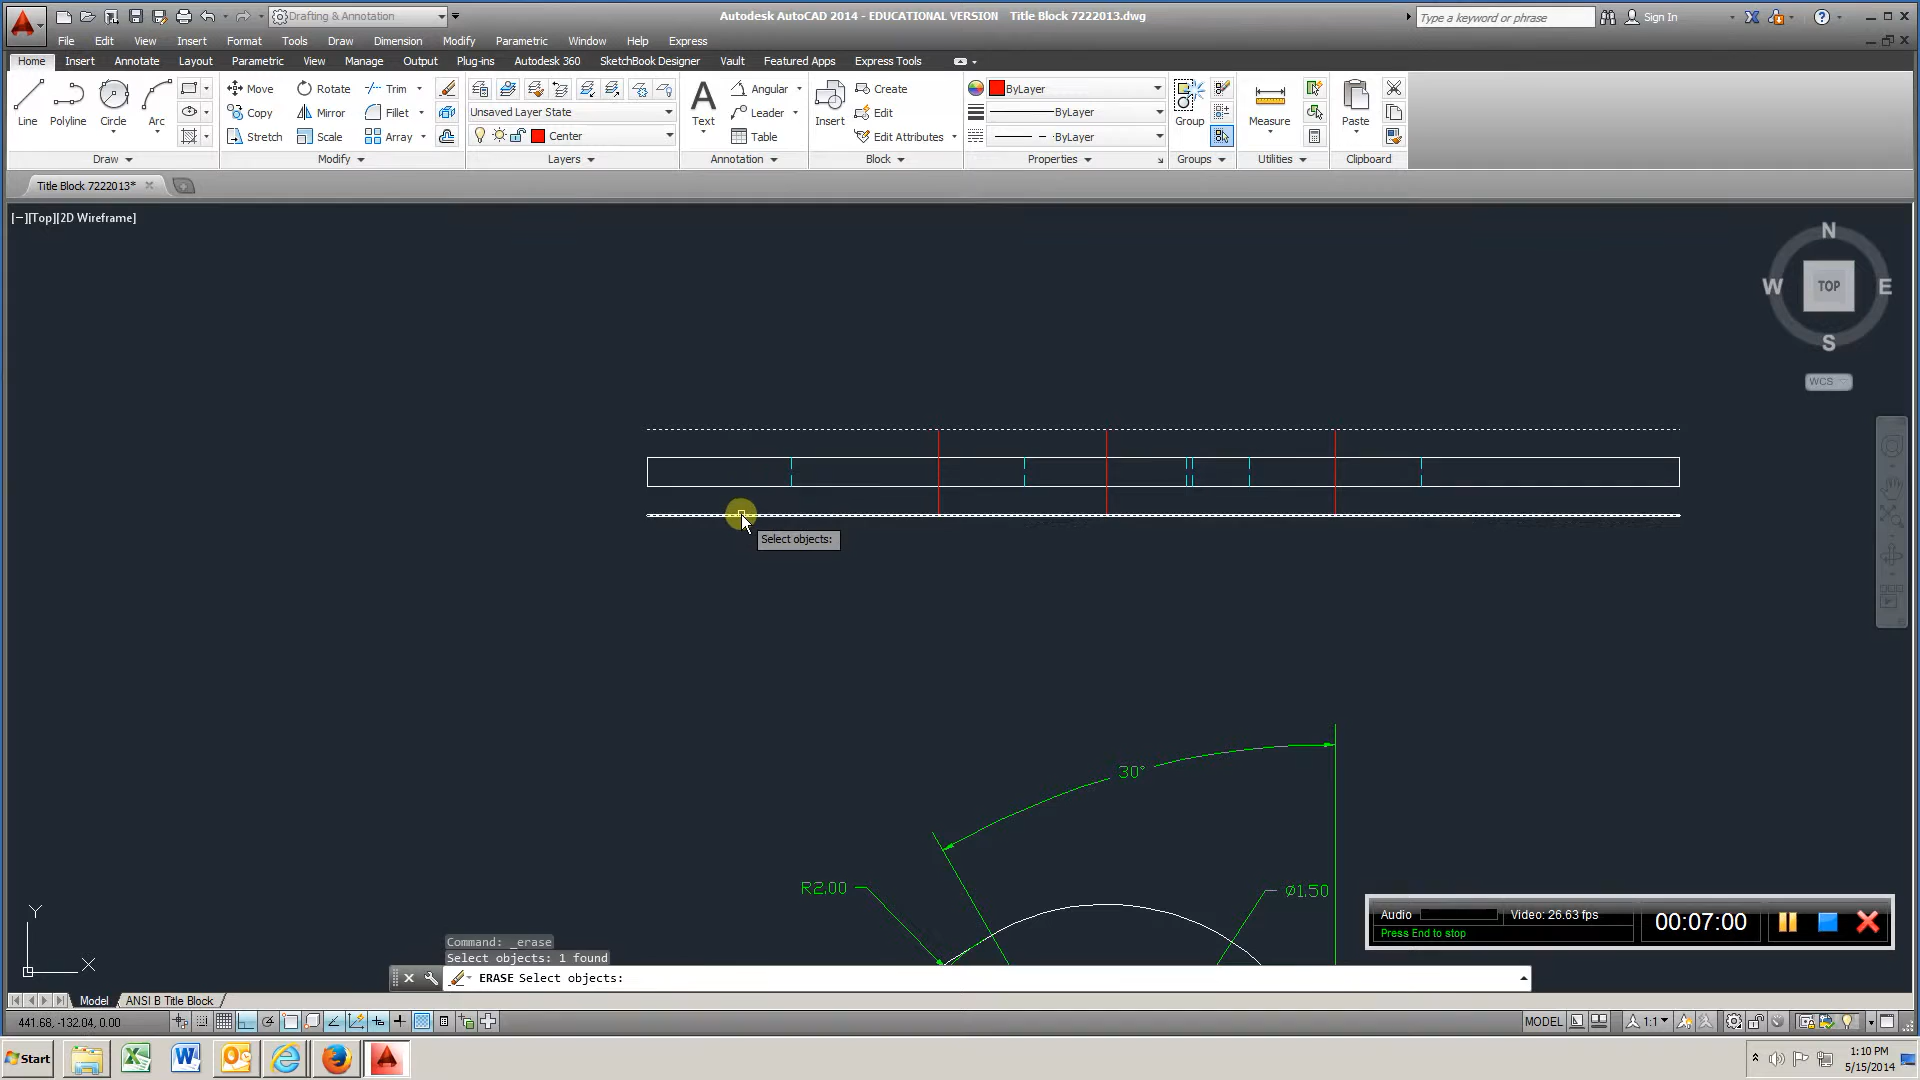 Drafting & Annotation
Autodesk AutoCAD 2014 - EDUCATIONAL VERSION Title Block 7222013.dwg
Type a keyword or phrase
Sign In
File Edit View Insert Format Tools Draw Dimension Modify Parametric Window Help Express
Home Insert Annotate Layout Parametric View Manage Output Plug-ins Autodesk 360 SketchBook Designer Vault Featured Apps Express Tools
Line Polyline Circle Arc
Move Rotate Trim
Copy Mirror Fillet
Stretch Scale Array
Unsaved Layer State
Center
Text
Angular
Leader
Table
Insert
Create
Edit
Edit Attributes
ByLayer
ByLayer
ByLayer
Group
Measure
Paste
Draw Modify Layers Annotation Block Properties Groups Utilities Clipboard
Title Block 7222013*
[−][Top][2D Wireframe]
N
W TOP E
S
WCS
Select objects:
30°
R2.00
Ø1.50
Audio Video: 26.63 fps
Press End to stop
00:07:00
Y
X
Command: _erase
Select objects: 1 found
ERASE Select objects:
Model ANSI B Title Block
441.68, -132.04, 0.00
MODEL 1:1
Start
1:10 PM
5/15/2014